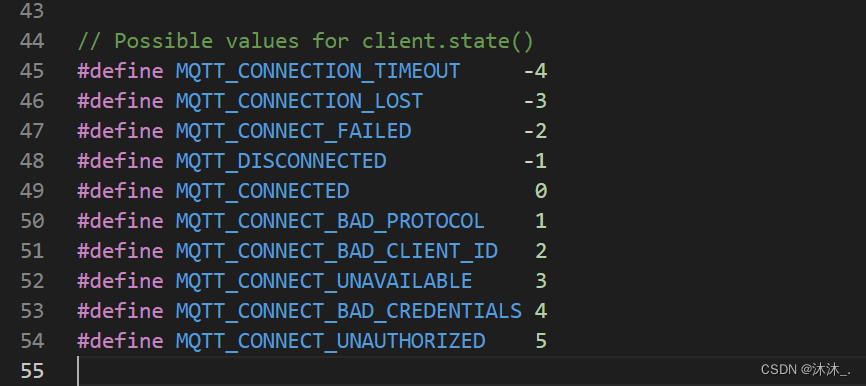 43
44 // Possible values for client.state()
45 #define MQTT_CONNECTION_TIMEOUT     -4
46 #define MQTT_CONNECTION_LOST        -3
47 #define MQTT_CONNECT_FAILED         -2
48 #define MQTT_DISCONNECTED           -1
49 #define MQTT_CONNECTED               0
50 #define MQTT_CONNECT_BAD_PROTOCOL    1
51 #define MQTT_CONNECT_BAD_CLIENT_ID   2
52 #define MQTT_CONNECT_UNAVAILABLE     3
53 #define MQTT_CONNECT_BAD_CREDENTIALS 4
54 #define MQTT_CONNECT_UNAUTHORIZED    5
55
CSDN @沐沐_.